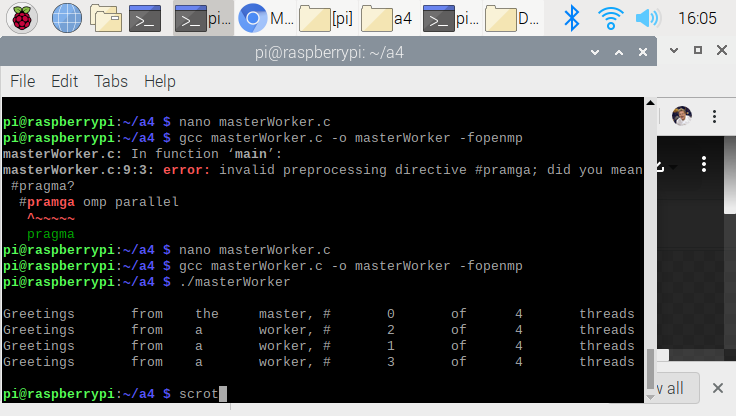 pi…
M…
[pi]
a4
pi…
D…
16:05
pi@raspberrypi: ~/a4
File Edit Tabs Help
pi@raspberrypi:~/a4 $ nano masterWorker.c
pi@raspberrypi:~/a4 $ gcc masterWorker.c -o masterWorker -fopenmp
masterWorker.c: In function ‘main’:
masterWorker.c:9:3: error: invalid preprocessing directive #pramga; did you mean
#pragma?
#pramga omp parallel
^~~~~~
pragma
pi@raspberrypi:~/a4 $ nano masterWorker.c
pi@raspberrypi:~/a4 $ gcc masterWorker.c -o masterWorker -fopenmp
pi@raspberrypi:~/a4 $ ./masterWorker
Greetings from the master, # 0 of 4 threads
Greetings from a worker, # 2 of 4 threads
Greetings from a worker, # 1 of 4 threads
Greetings from a worker, # 3 of 4 threads
pi@raspberrypi:~/a4 $ scrot
all